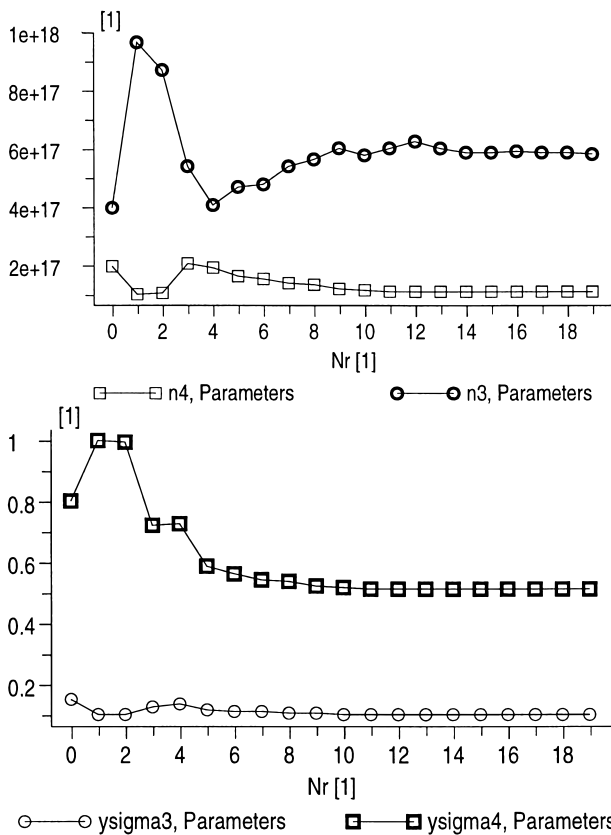 [1]
1e+18
8e+17
6e+17
4e+17
2e+17
0 2 4 6 8 10 12 14 16 18
Nr [1]
n4, Parameters n3, Parameters
[1]
1
0.8
0.6
0.4
0.2
0 2 4 6 8 10 12 14 16 18
Nr [1]
ysigma3, Parameters ysigma4, Parameters